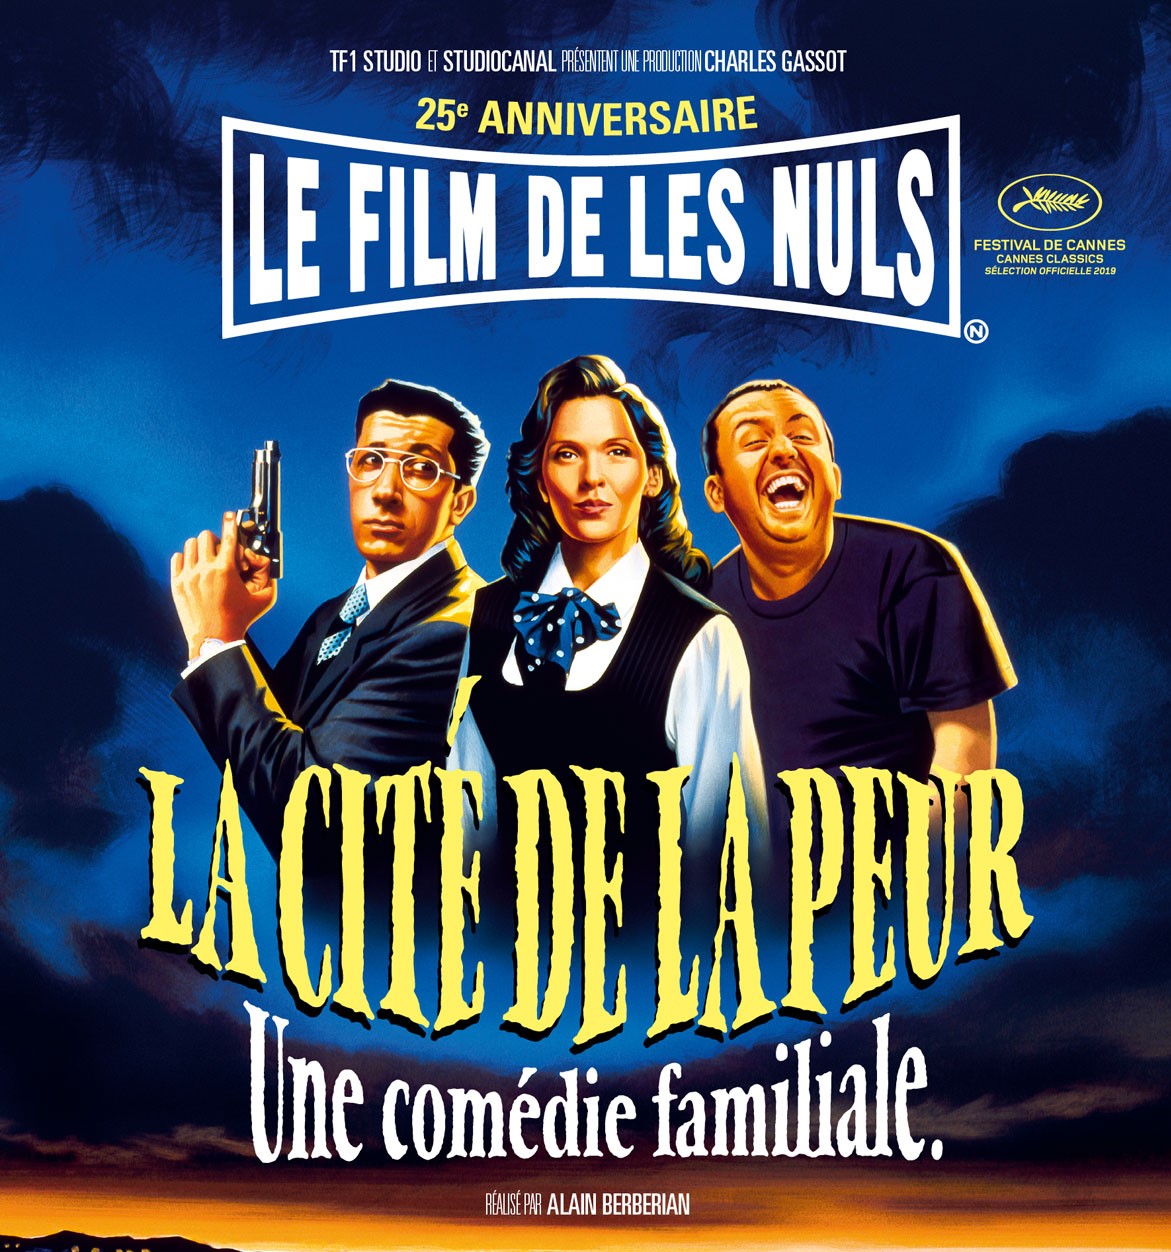 TF1 STUDIO ET STUDIOCANAL PRÉSENTENT UNE PRODUCTION CHARLES GASSOT
25e ANNIVERSAIRE
LE FILM DE LES NULS
N
FESTIVAL DE CANNES
CANNES CLASSICS
SÉLECTION OFFICIELLE 2019
LA CITÉ DE LA PEUR
Une comédie familiale.
RÉALISÉ PAR ALAIN BERBERIAN